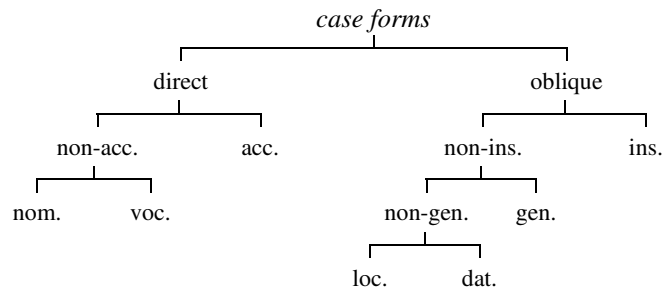 case forms
direct oblique
non-acc. acc. non-ins. ins.
nom. voc. non-gen. gen.
loc. dat.